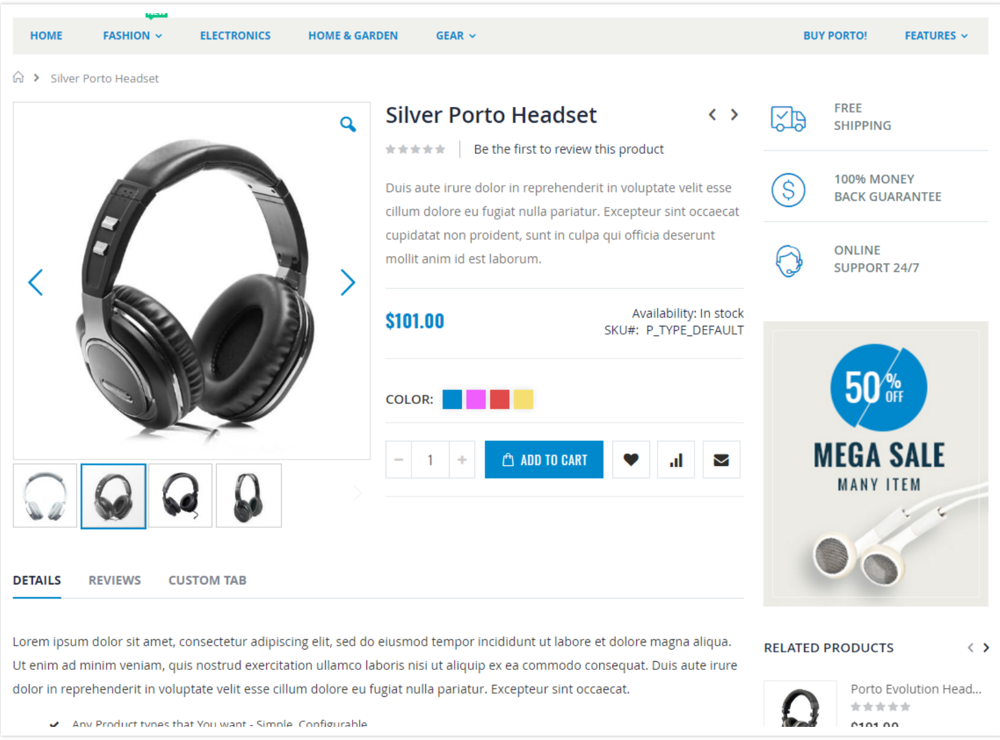 HOME
FASHION
ELECTRONICS
HOME & GARDEN
GEAR
BUY PORTO!
FEATURES
Silver Porto Headset
Silver Porto Headset
Be the first to review this product
Duis aute irure dolor in reprehenderit in voluptate velit esse
cillum dolore eu fugiat nulla pariatur. Excepteur sint occaecat
cupidatat non proident, sunt in culpa qui officia deserunt
mollit anim id est laborum.
$101.00
Availability: In stock
SKU#: P_TYPE_DEFAULT
COLOR:
1
ADD TO CART
FREE
SHIPPING
100% MONEY
BACK GUARANTEE
ONLINE
SUPPORT 24/7
50% OFF
MEGA SALE
MANY ITEM
DETAILS
REVIEWS
CUSTOM TAB
Lorem ipsum dolor sit amet, consectetur adipiscing elit, sed do eiusmod tempor incididunt ut labore et dolore magna aliqua.
Ut enim ad minim veniam, quis nostrud exercitation ullamco laboris nisi ut aliquip ex ea commodo consequat. Duis aute irure
dolor in reprehenderit in voluptate velit esse cillum dolore eu fugiat nulla pariatur. Excepteur sint occaecat.
Any Product types that You want - Simple, Configurable
RELATED PRODUCTS
Porto Evolution Head...
$101.00